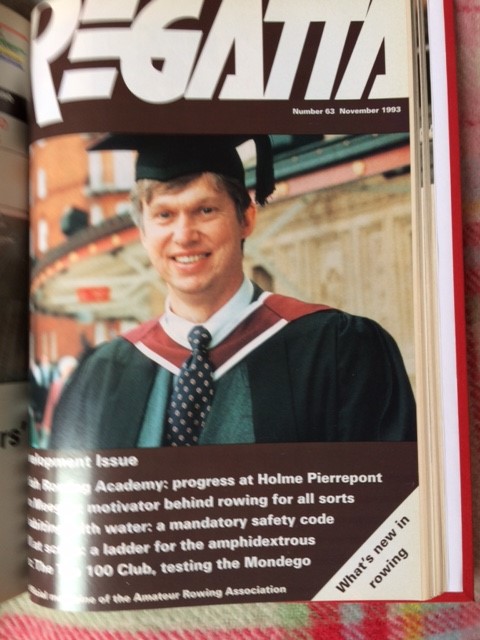 REGATTA
Number 63 November 1993
Issue
Academy: progress at Holme Pierrepont
motivator behind rowing for all sorts
with water: a mandatory safety code
a ladder for the amphidextrous
The 100 Club, testing the Mondego
of the Amateur Rowing Association
What's new in
rowing